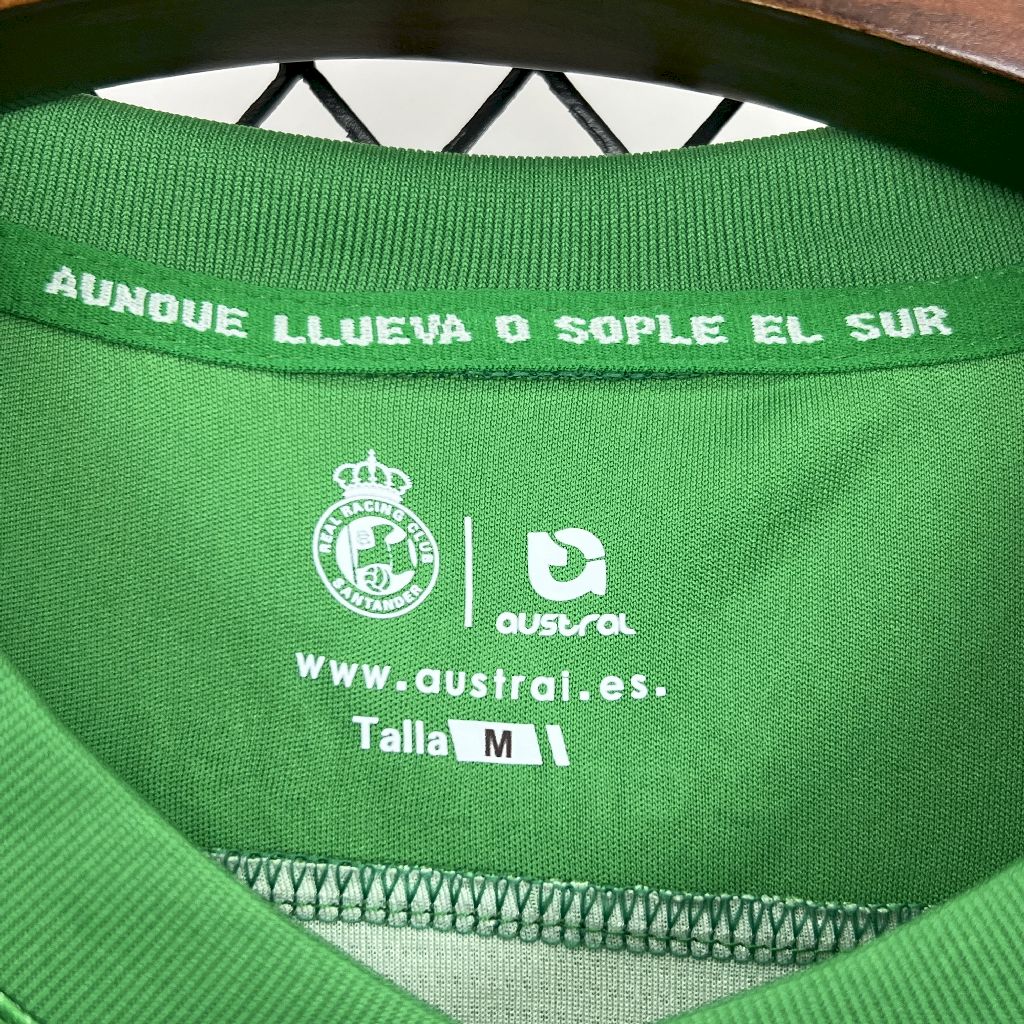 AUNQUE LLUEVA O SOPLE EL SUR
REAL RACING CLUB
SANTANDER
austral
www.austral.es.
Talla M